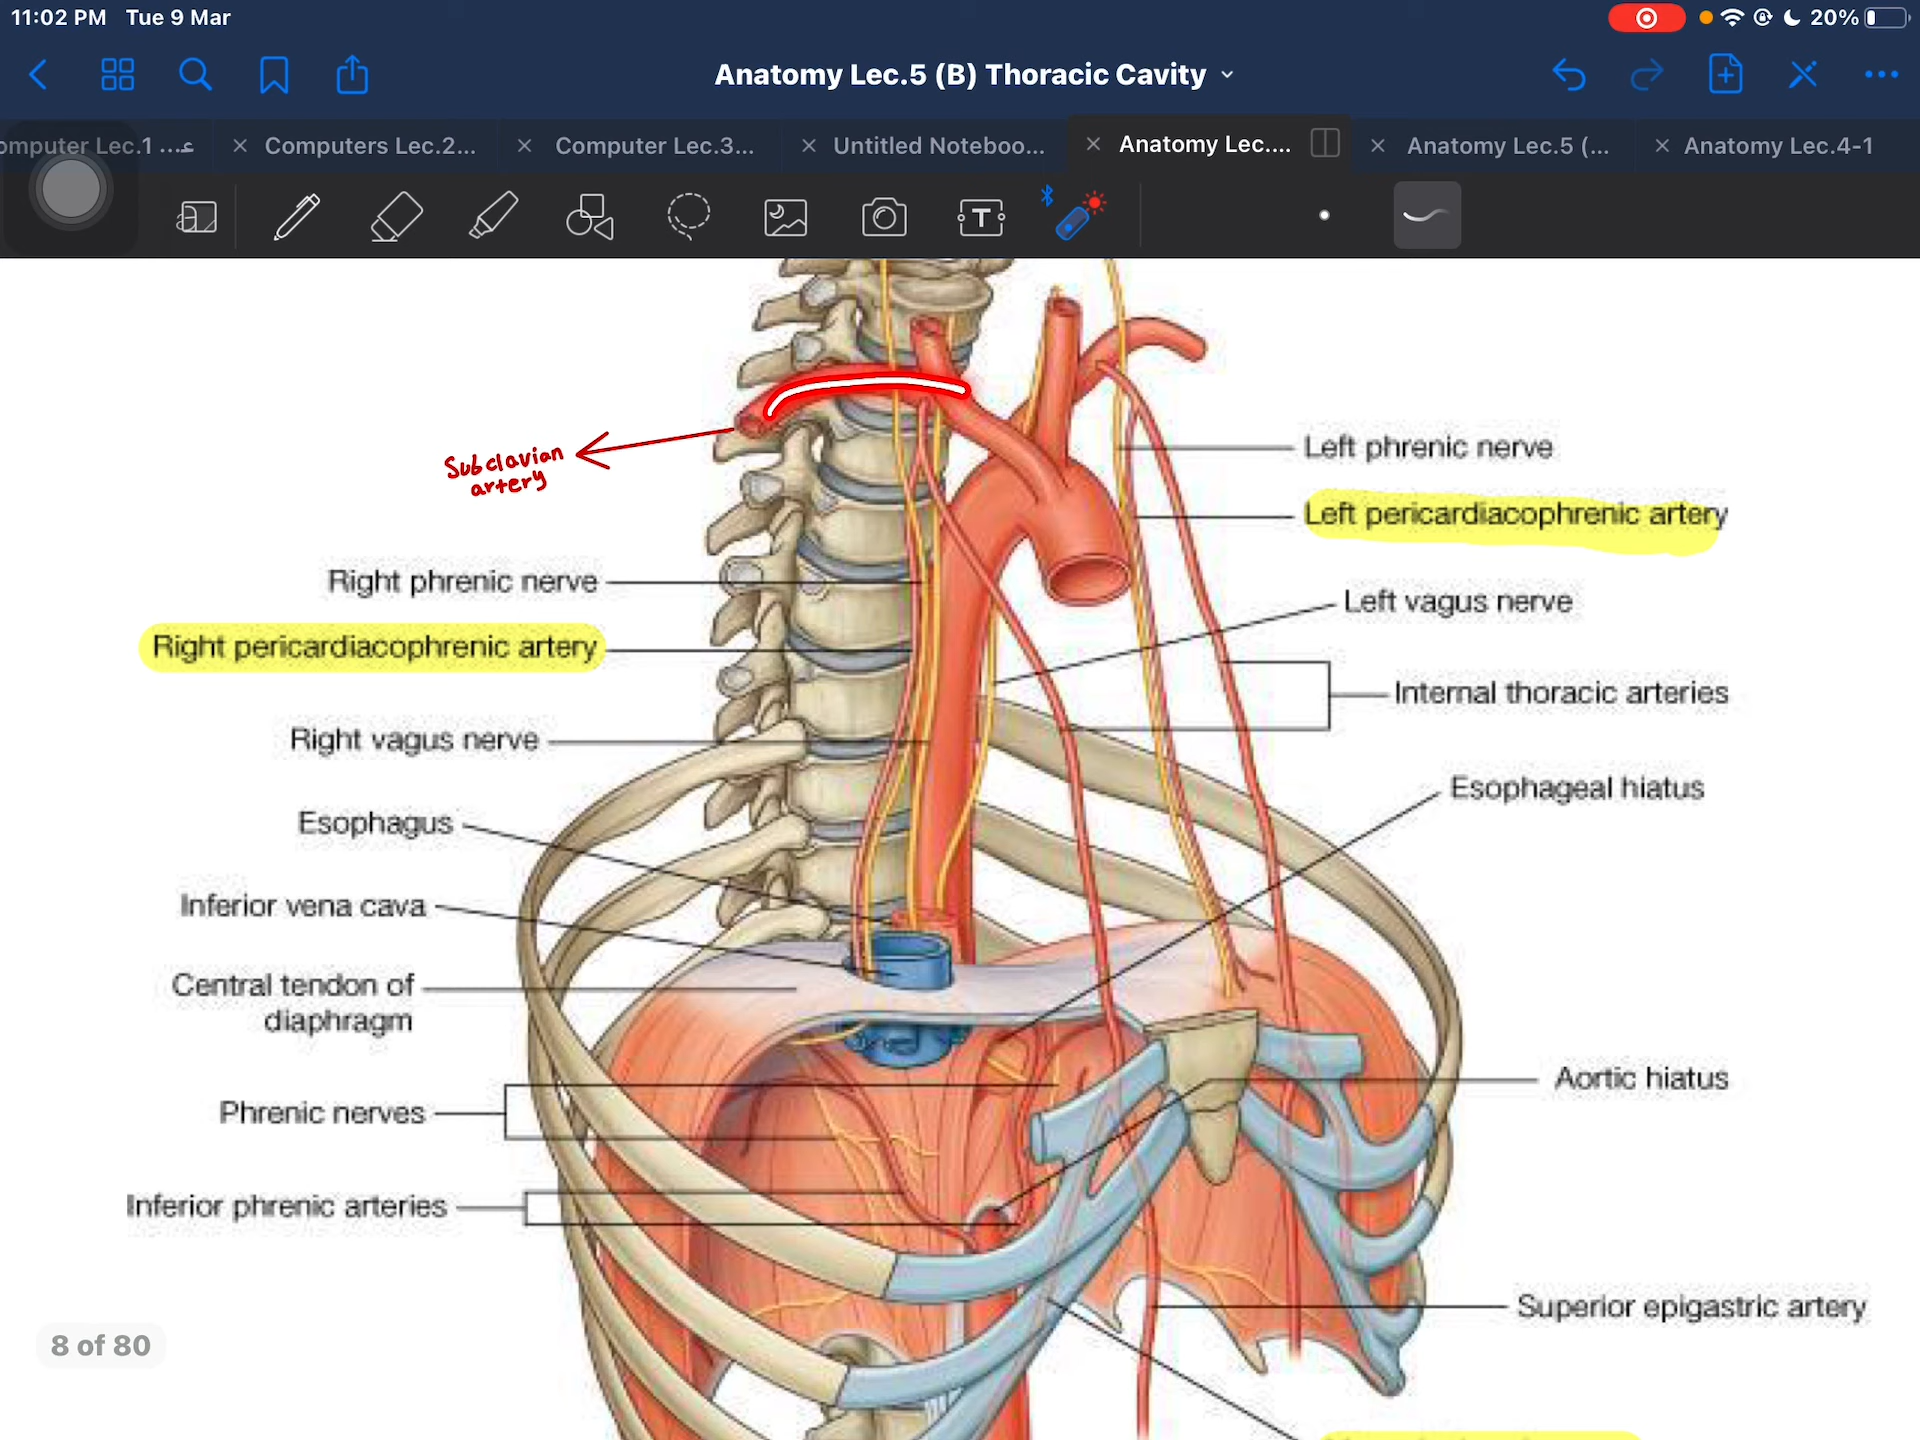 11:02 PM Tue 9 Mar
20%
Anatomy Lec.5 (B) Thoracic Cavity
omputer Lec.1 ...ع
Computers Lec.2...
Computer Lec.3...
Untitled Noteboo...
Anatomy Lec....
Anatomy Lec.5 (...
Anatomy Lec.4-1
a
T
Subclavian
artery
Left phrenic nerve
Left pericardiacophrenic artery
Right phrenic nerve
Left vagus nerve
Right pericardiacophrenic artery
Internal thoracic arteries
Right vagus nerve
Esophageal hiatus
Esophagus
Inferior vena cava
Central tendon of
diaphragm
Aortic hiatus
Phrenic nerves
Inferior phrenic arteries
Superior epigastric artery
8 of 80